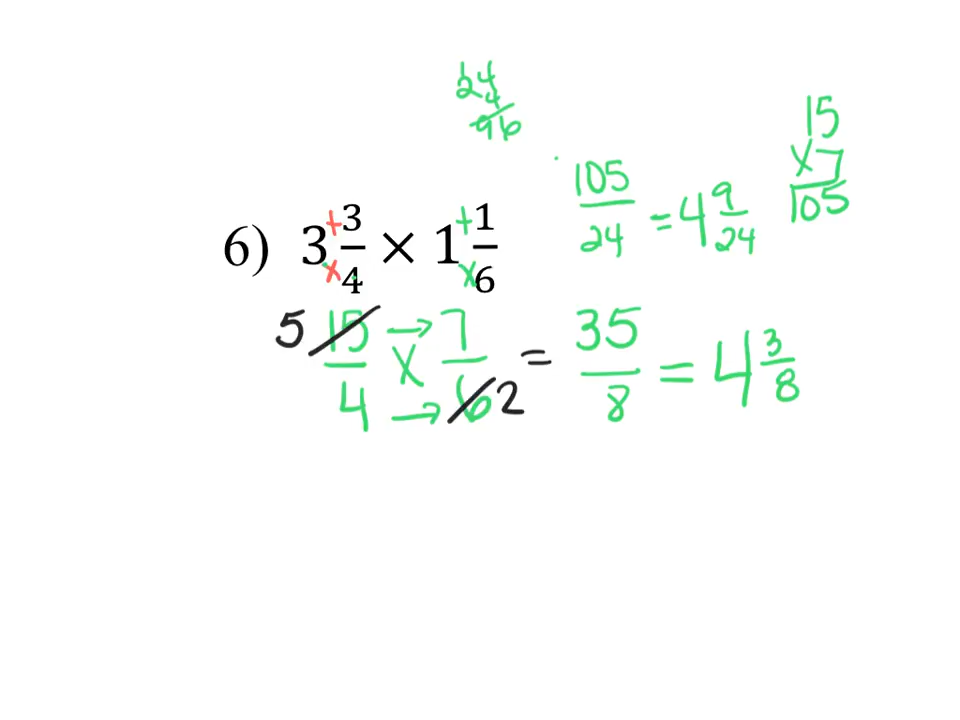 24
4
96
105/24 = 4 9/24
15
x 7
105
6) 3 + 3/x 4 × 1 + 1/x 6
5 15/4 → x → 7/6 2 = 35/8 = 4 3/8